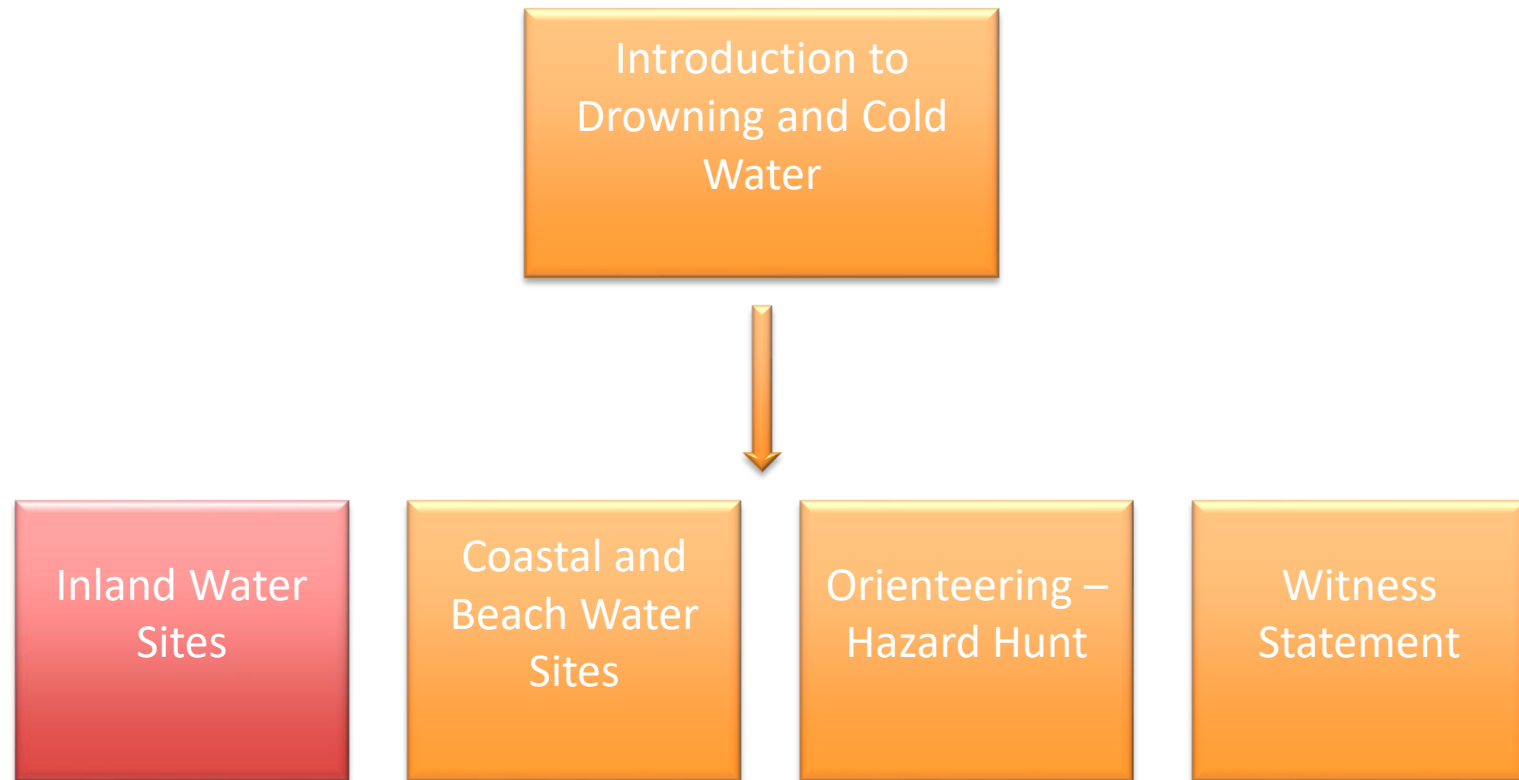 Introduction to
Drowning and Cold
Water
Inland Water
Sites
Coastal and
Beach Water
Sites
Orienteering –
Hazard Hunt
Witness
Statement